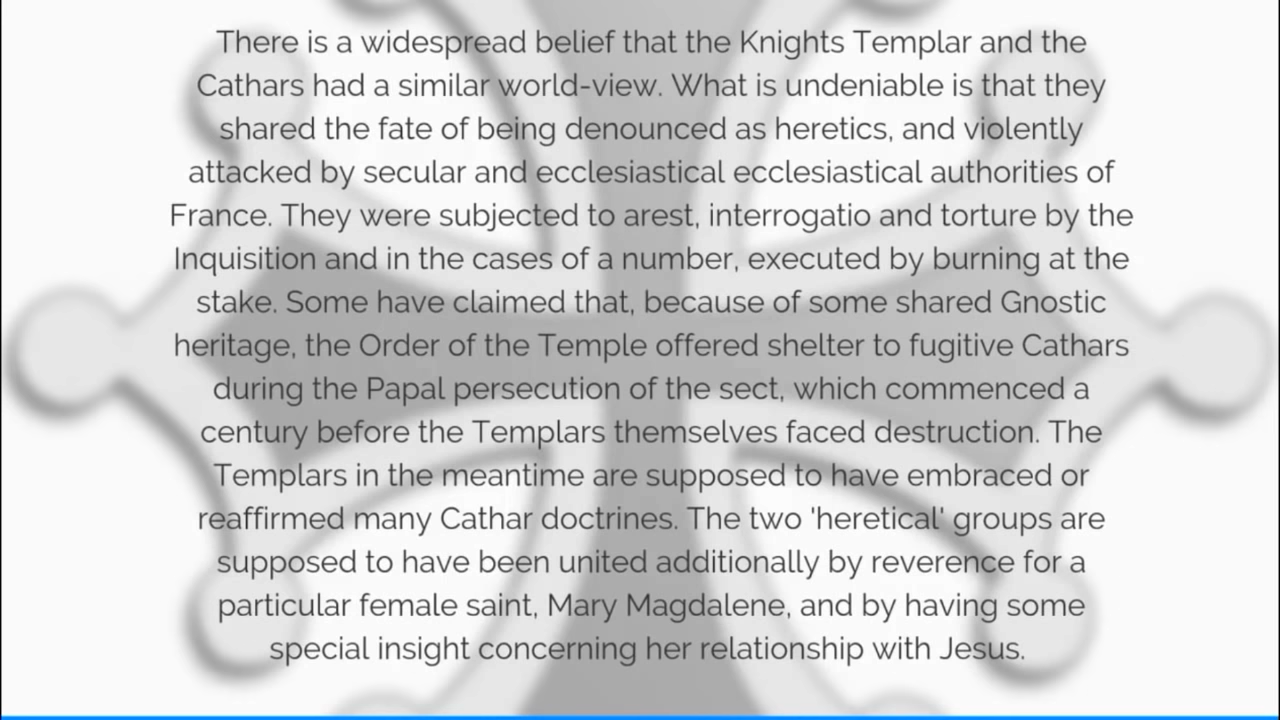 There is a widespread belief that the Knights Templar and the
Cathars had a similar world-view. What is undeniable is that they
shared the fate of being denounced as heretics, and violently
attacked by secular and ecclesiastical ecclesiastical authorities of
France. They were subjected to arest, interrogatio and torture by the
Inquisition and in the cases of a number, executed by burning at the
stake. Some have claimed that, because of some shared Gnostic
heritage, the Order of the Temple offered shelter to fugitive Cathars
during the Papal persecution of the sect, which commenced a
century before the Templars themselves faced destruction. The
Templars in the meantime are supposed to have embraced or
reaffirmed many Cathar doctrines. The two 'heretical' groups are
supposed to have been united additionally by reverence for a
particular female saint, Mary Magdalene, and by having some
special insight concerning her relationship with Jesus.